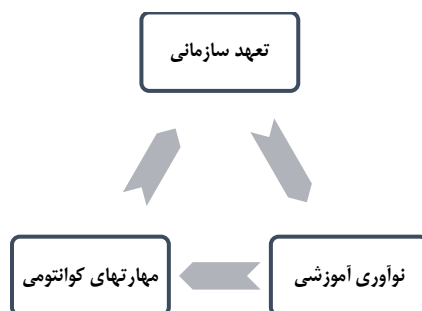 تعهد سازمانی
نوآوری آموزشی
مهارتهای کوانتومی